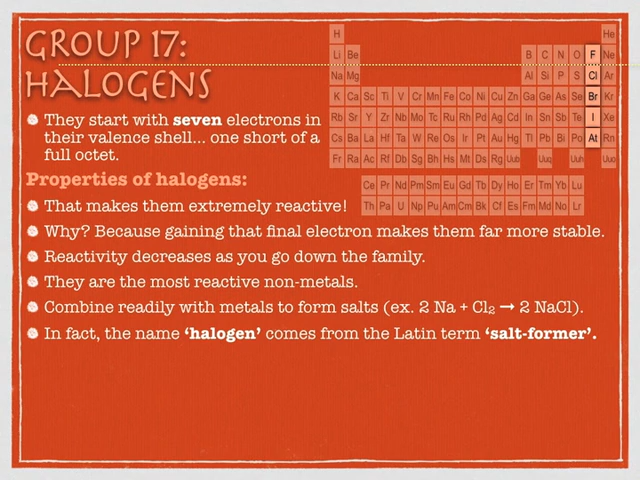 GROUP 17:
HALOGENS
They start with seven electrons in
their valence shell... one short of a
full octet.
Properties of halogens:
That makes them extremely reactive!
Why? Because gaining that final electron makes them far more stable.
Reactivity decreases as you go down the family.
They are the most reactive non-metals.
Combine readily with metals to form salts (ex. 2 Na + Cl₂ ➞ 2 NaCl).
In fact, the name ‘halogen’ comes from the Latin term ‘salt-former’.
H He
Li Be B C N O F Ne
Na Mg Al Si P S Cl Ar
K Ca Sc Ti V Cr Mn Fe Co Ni Cu Zn Ga Ge As Se Br Kr
Rb Sr Y Zr Nb Mo Tc Ru Rh Pd Ag Cd In Sn Sb Te I Xe
Cs Ba La Hf Ta W Re Os Ir Pt Au Hg Tl Pb Bi Po At Rn
Fr Ra Ac Rf Db Sg Bh Hs Mt Ds Rg Uub Uuq Uuh Uuo
Ce Pr Nd Pm Sm Eu Gd Tb Dy Ho Er Tm Yb Lu
Th Pa U Np Pu Am Cm Bk Cf Es Fm Md No Lr